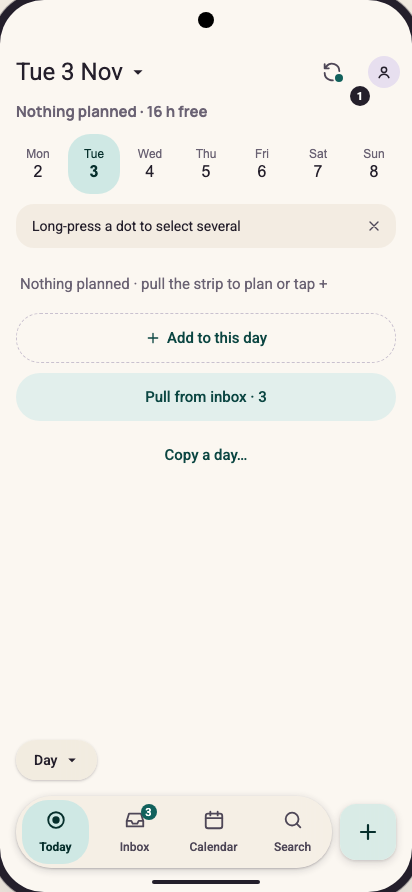 Tue 3 Nov
1
Nothing planned · 16 h free
Mon Tue Wed Thu Fri Sat Sun
2 3 4 5 6 7 8
Long-press a dot to select several
Nothing planned · pull the strip to plan or tap +
+ Add to this day
Pull from inbox · 3
Copy a day...
Day
3
Today Inbox Calendar Search
+